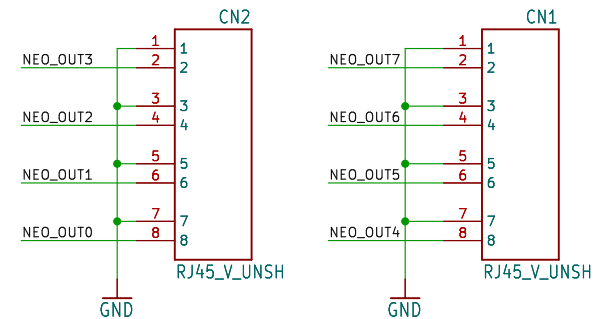 CN2
1 1
NEO_OUT3 2 2
3 3
NEO_OUT2 4 4
5 5
NEO_OUT1 6 6
7 7
NEO_OUT0 8 8
RJ45_V_UNSH
GND
CN1
1 1
NEO_OUT7 2 2
3 3
NEO_OUT6 4 4
5 5
NEO_OUT5 6 6
7 7
NEO_OUT4 8 8
RJ45_V_UNSH
GND